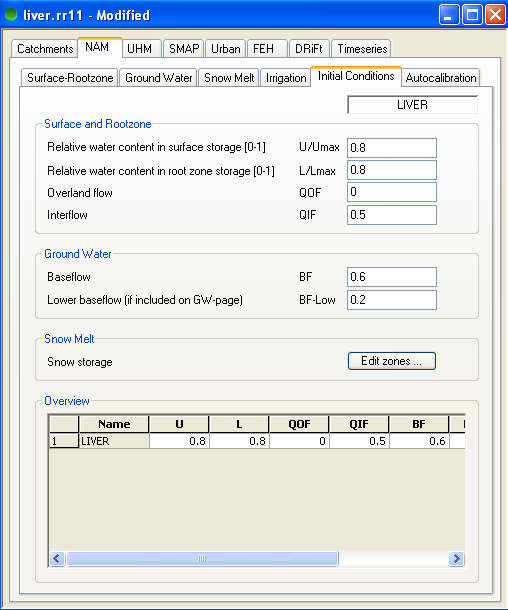 liver.rr11 - Modified
Catchments NAM UHM SMAP Urban FEH DRiFt Timeseries
Surface-Rootzone Ground Water Snow Melt Irrigation Initial Conditions Autocalibration
LIVER
Surface and Rootzone
Relative water content in surface storage [0-1] U/Umax 0.8
Relative water content in root zone storage [0-1] L/Lmax 0.8
Overland flow QOF 0
Interflow QIF 0.5
Ground Water
Baseflow BF 0.6
Lower baseflow (if included on GW-page) BF-Low 0.2
Snow Melt
Snow storage Edit zones ...
Overview
Name U L QOF QIF BF
1 LIVER 0.8 0.8 0 0.5 0.6